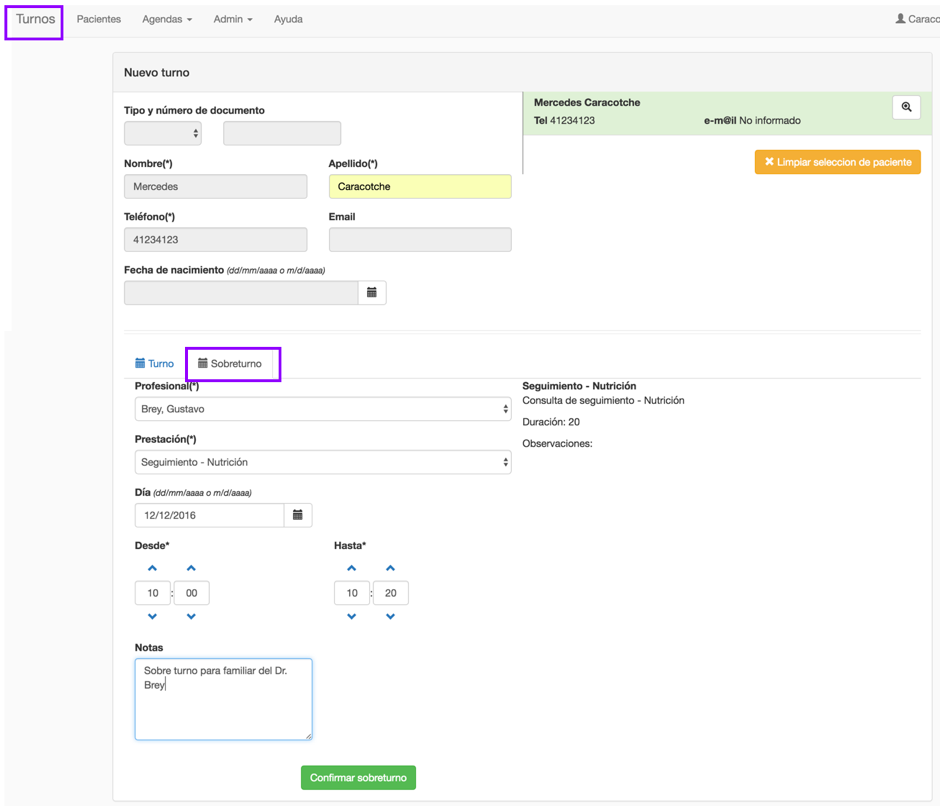 Turnos Pacientes Agendas Admin Ayuda Caraco
Nuevo turno
Tipo y número de documento
Mercedes Caracotche
Tel 41234123 e-m@il No informado
Limpiar seleccion de paciente
Nombre(*) Apellido(*)
Mercedes Caracotche
Teléfono(*) Email
41234123
Fecha de nacimiento (dd/mm/aaaa o m/d/aaaa)
Turno Sobreturno
Profesional(*)
Brey, Gustavo
Seguimiento - Nutrición
Consulta de seguimiento - Nutrición
Duración: 20
Observaciones:
Prestación(*)
Seguimiento - Nutrición
Día (dd/mm/aaaa o m/d/aaaa)
12/12/2016
Desde* Hasta*
10 : 00 10 : 20
Notas
Sobre turno para familiar del Dr.
Brey
Confirmar sobreturno